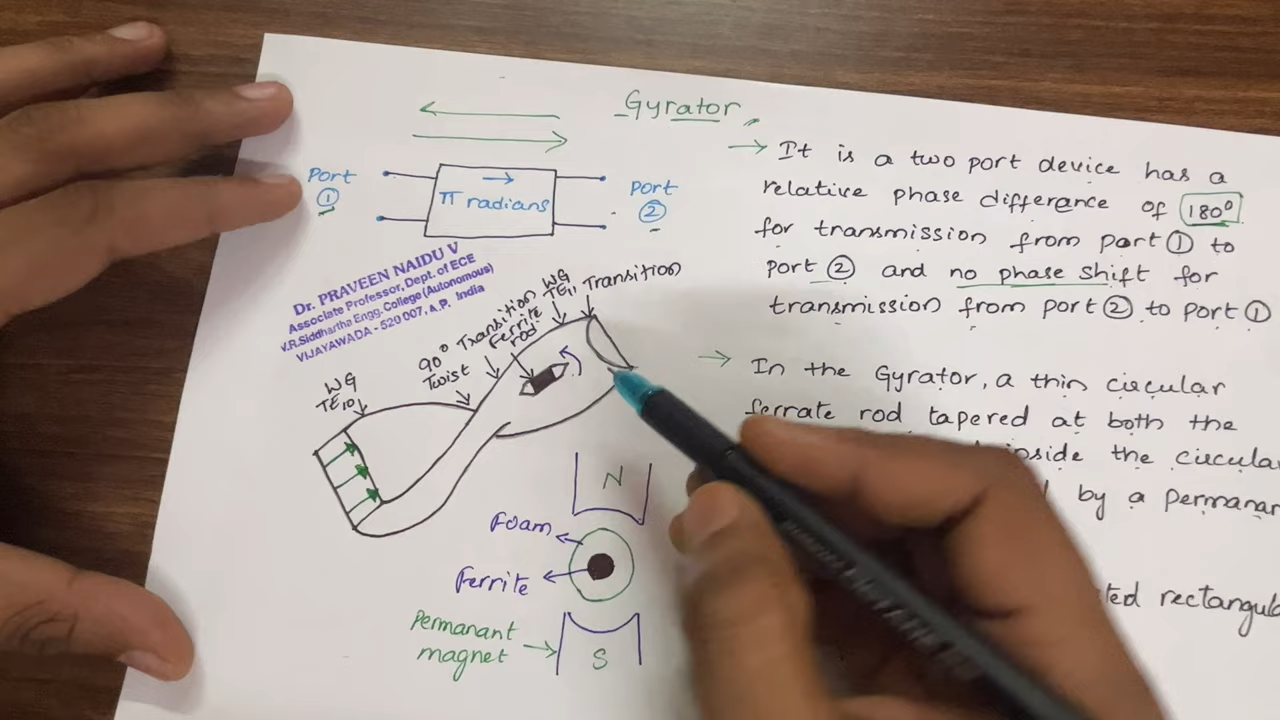 Gyrator
Port
①
π radians
Port
②
Dr. PRAVEEN NAIDU V
Associate Professor, Dept. of ECE
V.R.Siddhartha Engg. College (Autonomous)
VIJAYAWADA - 520 007, A.P. India
WG
TE10
90° Twist
Transition
Ferrite rod
WG
TE11
Transition
N
Foam
Ferrite
Permanant
magnet
S
→ It is a two port device has a
relative phase difference of 180°
for transmission from port ① to
port ② and no phase shift for
transmission from port ② to port ①
→ In the Gyrator, a thin circular
ferrate rod tapered at both the
inside the circular
by a permanan
ted rectangul